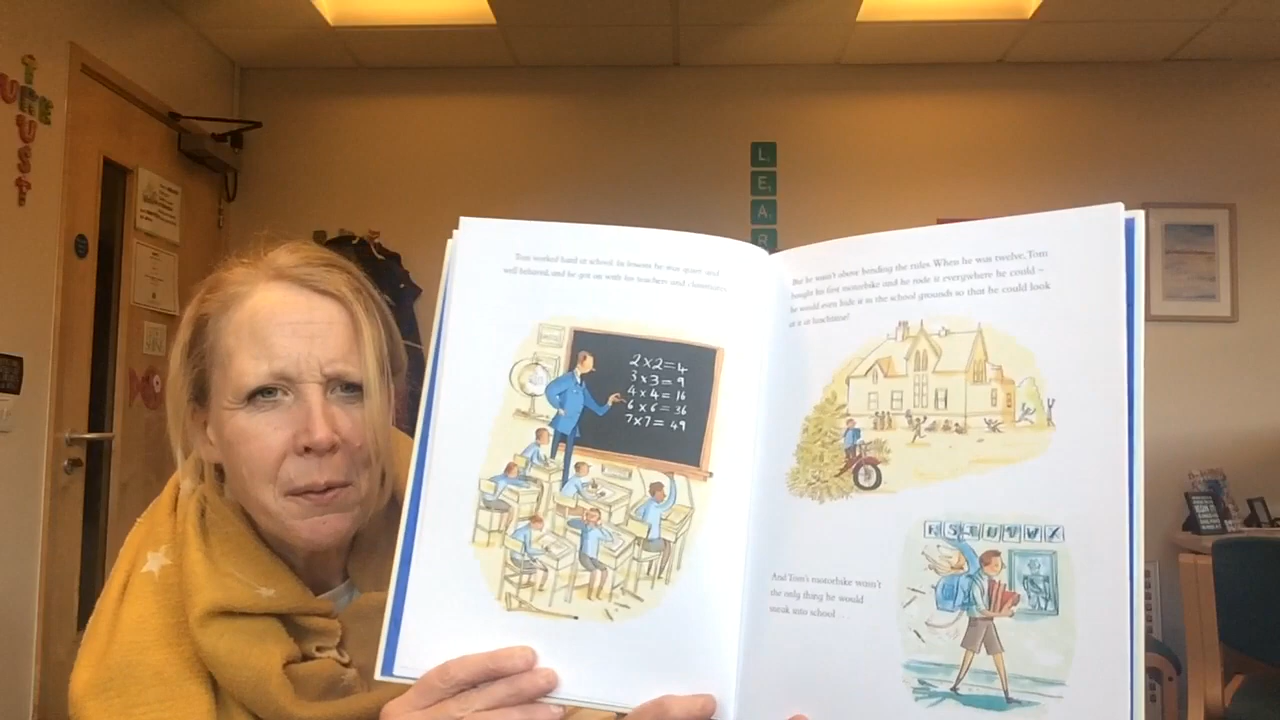 TRUST
URE
L
E
A
R
Tom worked hard at school. In lessons he was quiet and
well behaved, and he got on with his teachers and classmates.
2×2=4
3×3=9
4×4=16
6×6=36
7×7=49
But he wasn't above bending the rules. When he was twelve, Tom
bought his first motorbike and he rode it everywhere he could –
he would even hide it in the school grounds so that he could look
at it at lunchtime!
And Tom's motorbike wasn't
the only thing he would
sneak into school . . .